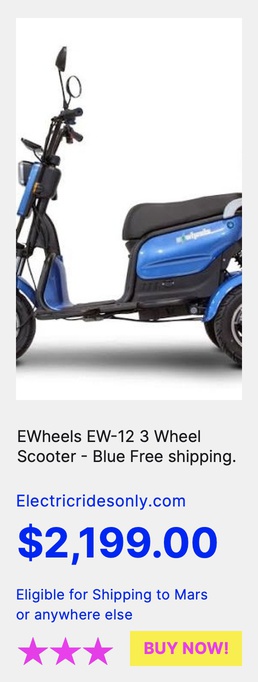 EWheels EW-12 3 Wheel
Scooter - Blue Free shipping.
Electricridesonly.com
$2,199.00
Eligible for Shipping to Mars
or anywhere else
BUY NOW!